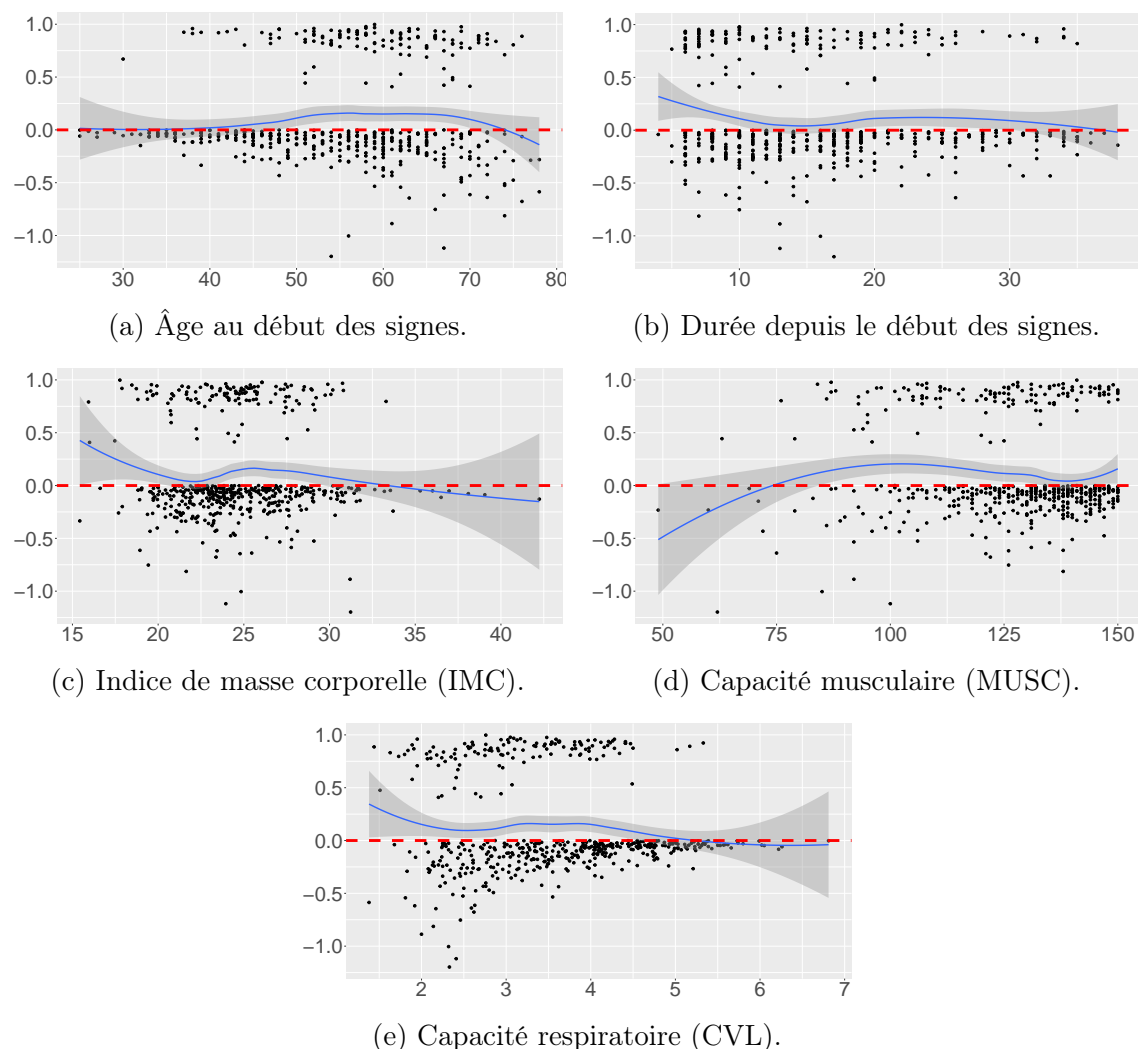 1.0
0.5
0.0
−0.5
−1.0
30 40 50 60 70 80
(a) Âge au début des signes.
1.0
0.5
0.0
−0.5
−1.0
10 20 30
(b) Durée depuis le début des signes.
1.0
0.5
0.0
−0.5
−1.0
15 20 25 30 35 40
(c) Indice de masse corporelle (IMC).
1.0
0.5
0.0
−0.5
−1.0
50 75 100 125 150
(d) Capacité musculaire (MUSC).
1.0
0.5
0.0
−0.5
−1.0
2 3 4 5 6 7
(e) Capacité respiratoire (CVL).